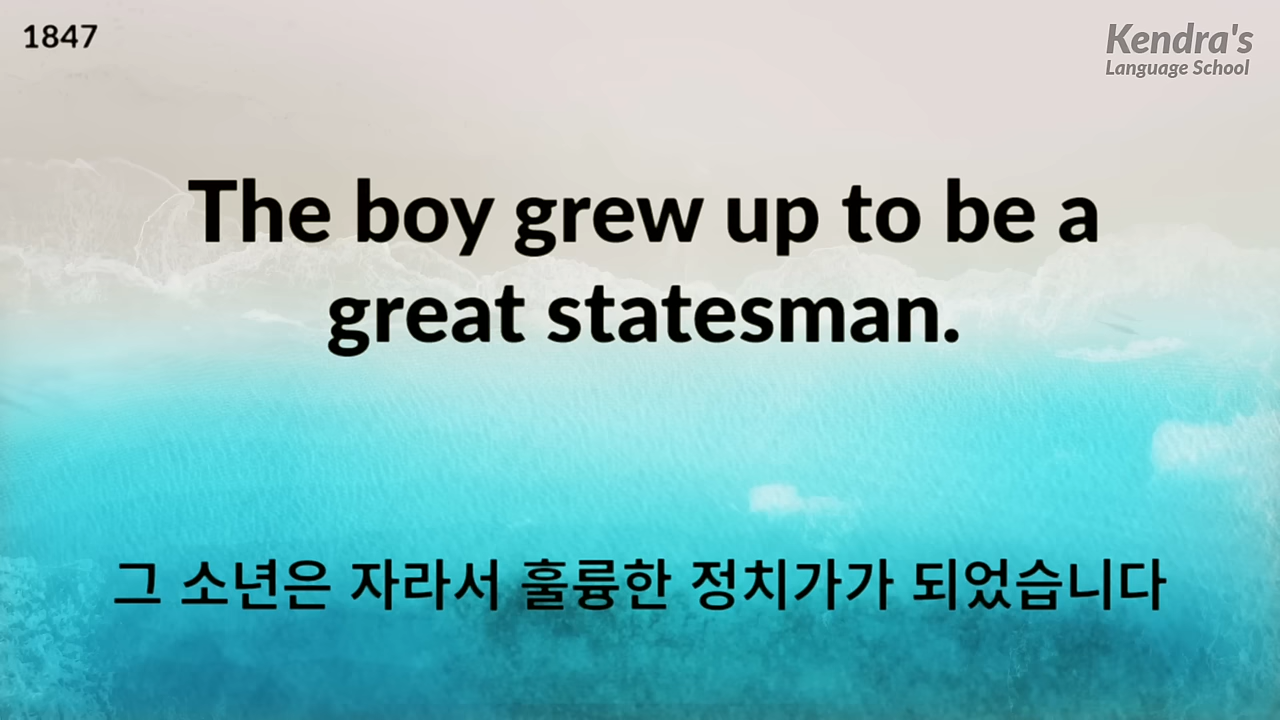 1847
Kendra's
Language School
The boy grew up to be a
great statesman.
그 소년은 자라서 훌륭한 정치가가 되었습니다